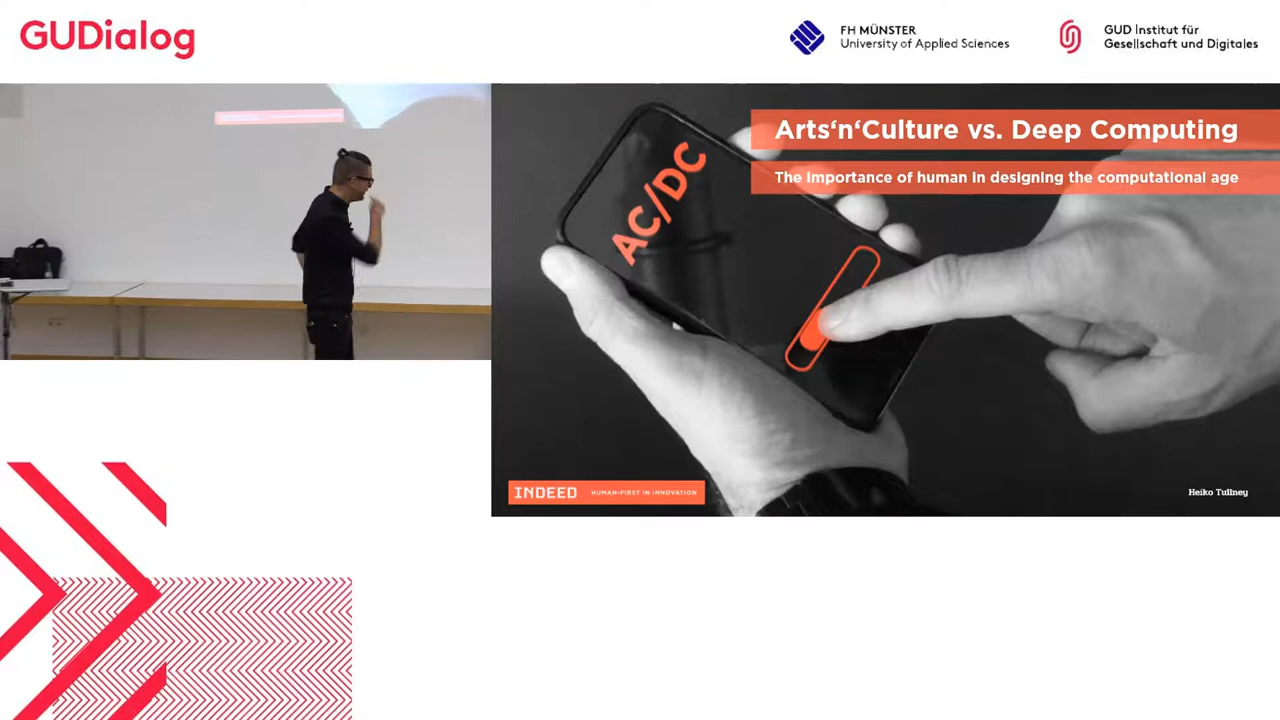 GUDialog
FH MÜNSTER
University of Applied Sciences
GUD Institut für
Gesellschaft und Digitales
Arts‘n‘Culture vs. Deep Computing
The importance of human in designing the computational age
AC/DC
INDEED
HUMAN-FIRST IN INNOVATION
Heiko Tullney